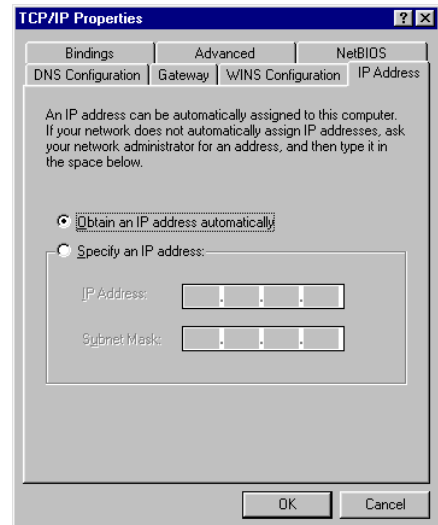 TCP/IP Properties
Bindings Advanced NetBIOS
DNS Configuration Gateway WINS Configuration IP Address
An IP address can be automatically assigned to this computer.
If your network does not automatically assign IP addresses, ask
your network administrator for an address, and then type it in
the space below.
Obtain an IP address automatically
Specify an IP address:
IP Address:
Subnet Mask:
OK Cancel